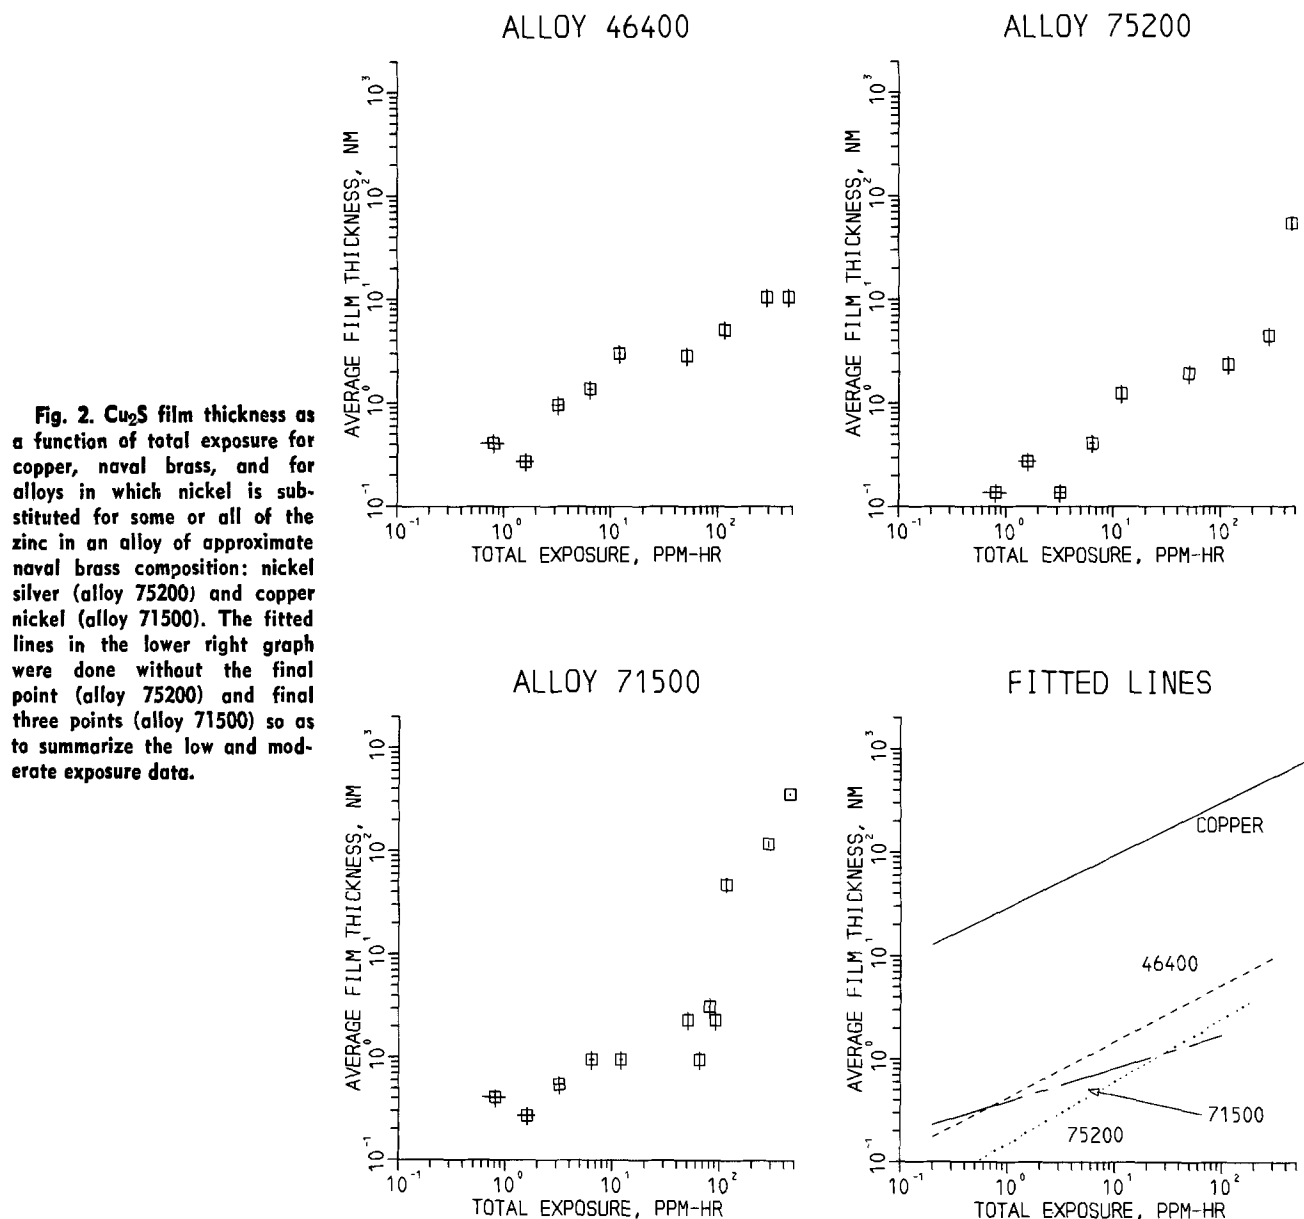 ALLOY 46400
AVERAGE FILM THICKNESS, NM
10³
10²
10¹
10⁰
10⁻¹
10⁻¹ 10⁰ 10¹ 10²
TOTAL EXPOSURE, PPM-HR
ALLOY 75200
AVERAGE FILM THICKNESS, NM
10³
10²
10¹
10⁰
10⁻¹
10⁻¹ 10⁰ 10¹ 10²
TOTAL EXPOSURE, PPM-HR
Fig. 2. Cu₂S film thickness as
a function of total exposure for
copper, naval brass, and for
alloys in which nickel is sub-
stituted for some or all of the
zinc in an alloy of approximate
naval brass composition: nickel
silver (alloy 75200) and copper
nickel (alloy 71500). The fitted
lines in the lower right graph
were done without the final
point (alloy 75200) and final
three points (alloy 71500) so as
to summarize the low and mod-
erate exposure data.
ALLOY 71500
AVERAGE FILM THICKNESS, NM
10³
10²
10¹
10⁰
10⁻¹
10⁻¹ 10⁰ 10¹ 10²
TOTAL EXPOSURE, PPM-HR
FITTED LINES
AVERAGE FILM THICKNESS, NM
10³
10²
10¹
10⁰
10⁻¹
COPPER
46400
71500
75200
10⁻¹ 10⁰ 10¹ 10²
TOTAL EXPOSURE, PPM-HR